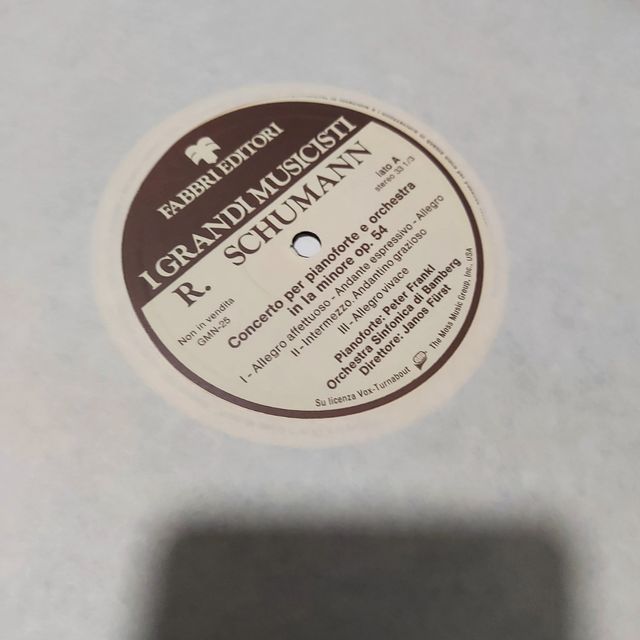 FABBRI EDITORI
I GRANDI MUSICISTI
R. SCHUMANN
lato A
stereo 33 1/3
Non in vendita
GMN-25
Concerto per pianoforte e orchestra
in la minore op. 54
I - Allegro affettuoso - Andante espressivo - Allegro
II - Intermezzo. Andantino grazioso
III - Allegro vivace
Pianoforte: Peter Frankl
Orchestra Sinfonica di Bamberg
Direttore: Janos Fürst
Su licenza Vox-Turnabout
The Moss Music Group, Inc., USA